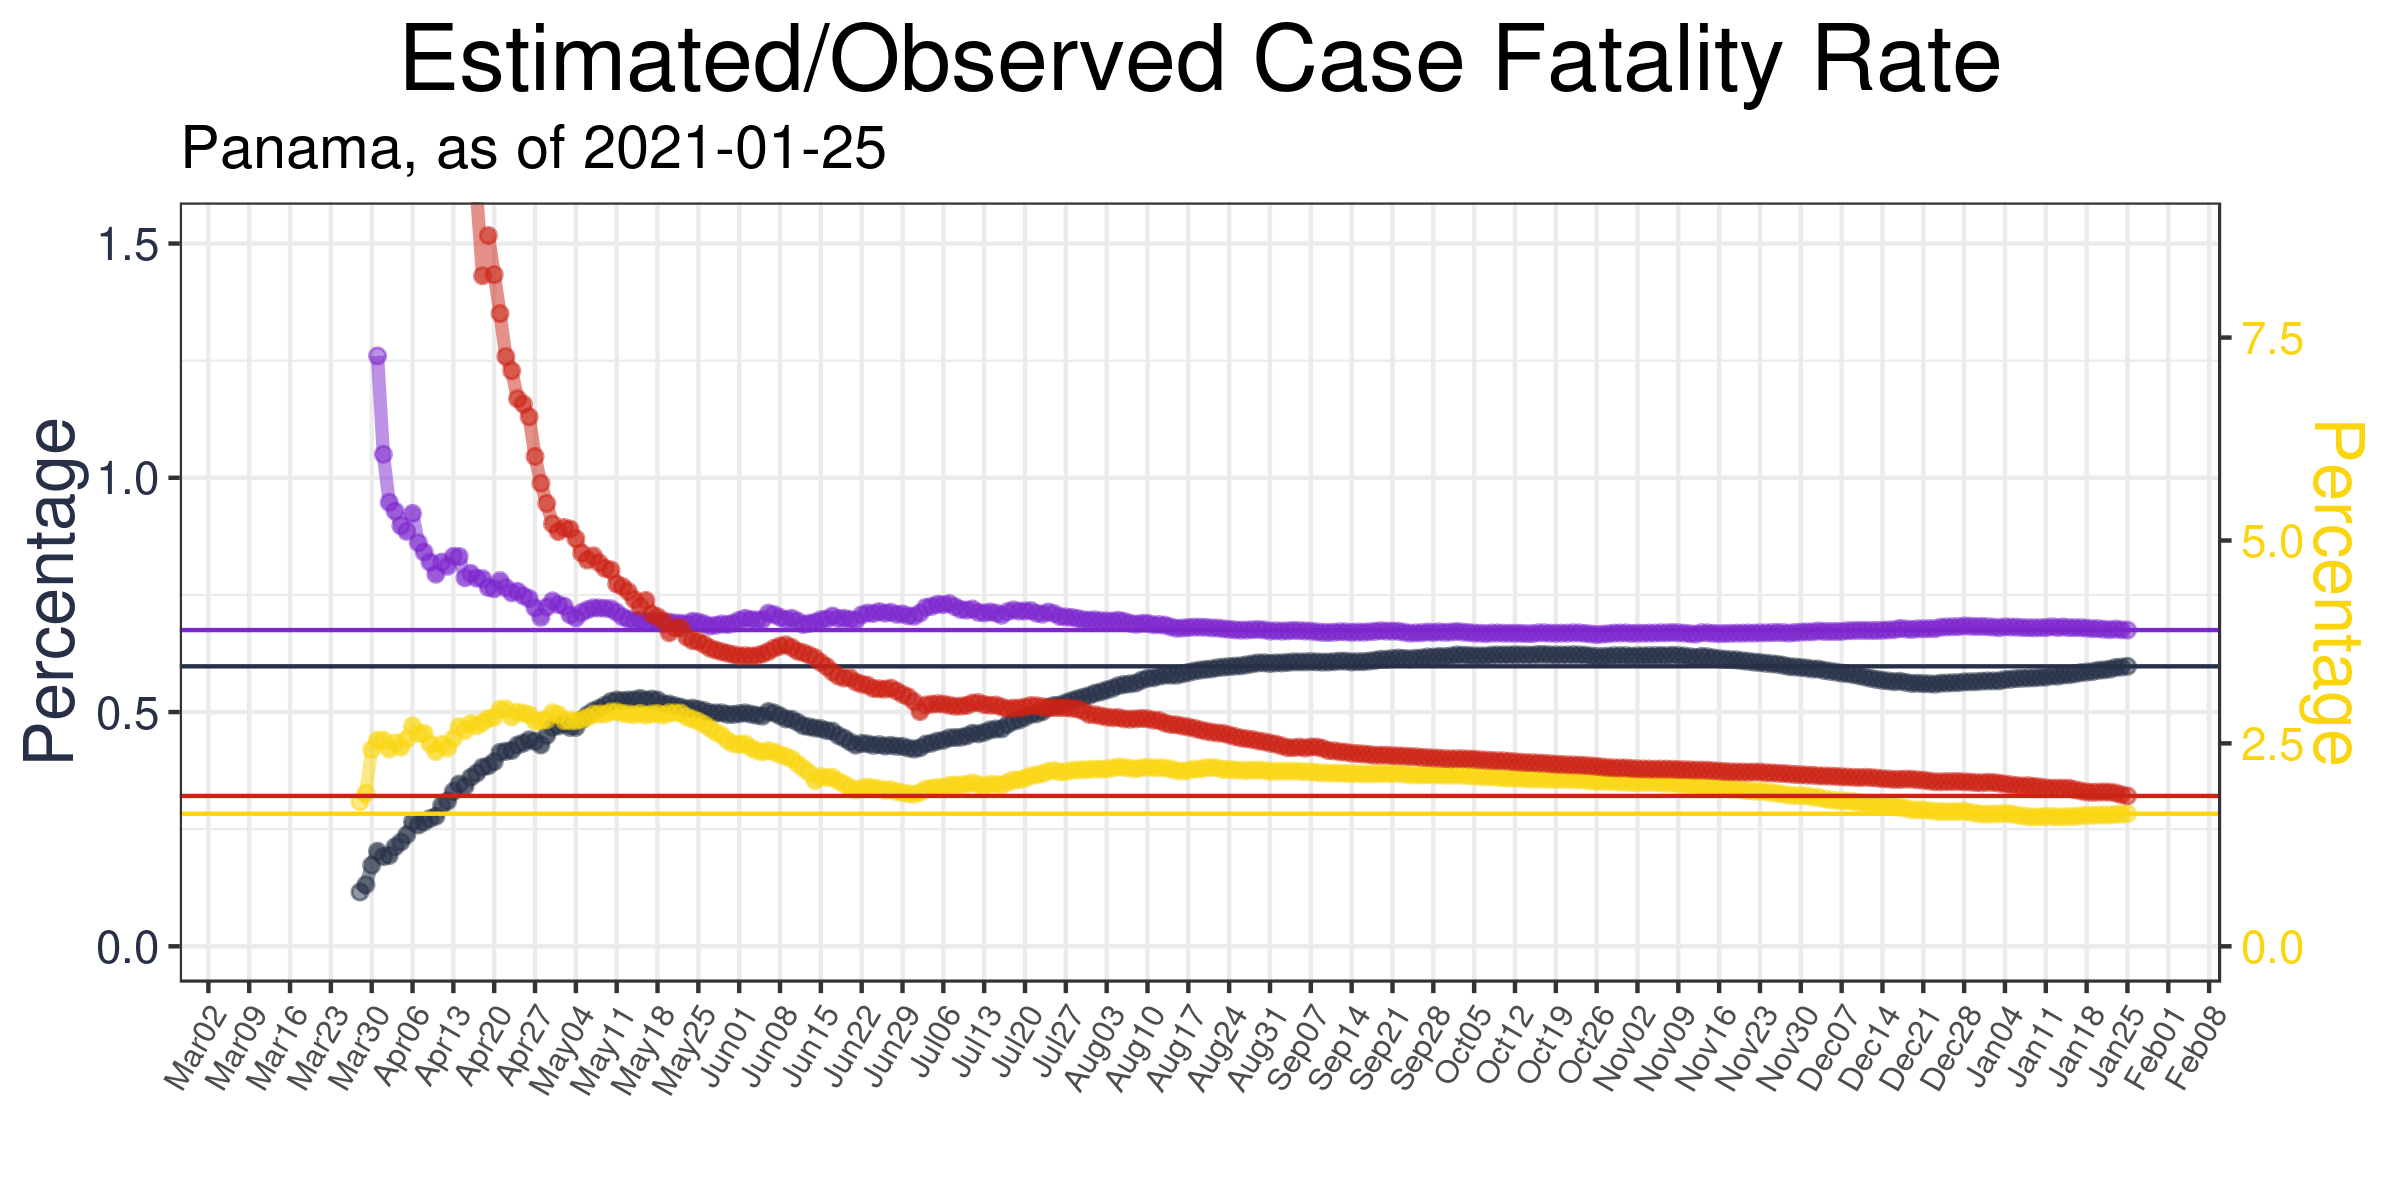 Estimated/Observed Case Fatality Rate
Panama, as of 2021-01-25
Percentage
1.5
1.0
0.5
0.0
7.5
5.0
2.5
0.0
Percentage
Mar02
Mar09
Mar16
Mar23
Mar30
Apr06
Apr13
Apr20
Apr27
May04
May11
May18
May25
Jun01
Jun08
Jun15
Jun22
Jun29
Jul06
Jul13
Jul20
Jul27
Aug03
Aug10
Aug17
Aug24
Aug31
Sep07
Sep14
Sep21
Sep28
Oct05
Oct12
Oct19
Oct26
Nov02
Nov09
Nov16
Nov23
Nov30
Dec07
Dec14
Dec21
Dec28
Jan04
Jan11
Jan18
Jan25
Feb01
Feb08